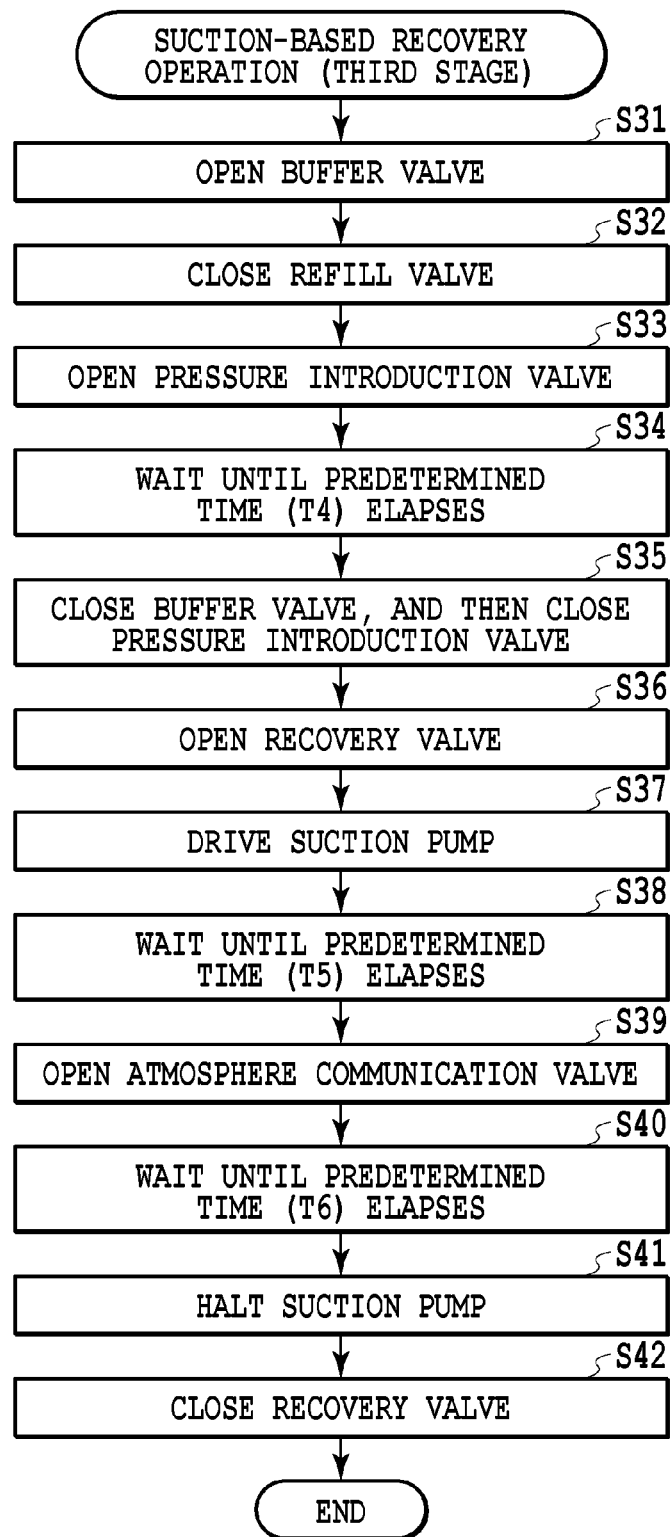 SUCTION-BASED RECOVERY
OPERATION (THIRD STAGE)
S31
OPEN BUFFER VALVE
S32
CLOSE REFILL VALVE
S33
OPEN PRESSURE INTRODUCTION VALVE
S34
WAIT UNTIL PREDETERMINED
TIME (T4) ELAPSES
S35
CLOSE BUFFER VALVE, AND THEN CLOSE
PRESSURE INTRODUCTION VALVE
S36
OPEN RECOVERY VALVE
S37
DRIVE SUCTION PUMP
S38
WAIT UNTIL PREDETERMINED
TIME (T5) ELAPSES
S39
OPEN ATMOSPHERE COMMUNICATION VALVE
S40
WAIT UNTIL PREDETERMINED
TIME (T6) ELAPSES
S41
HALT SUCTION PUMP
S42
CLOSE RECOVERY VALVE
END